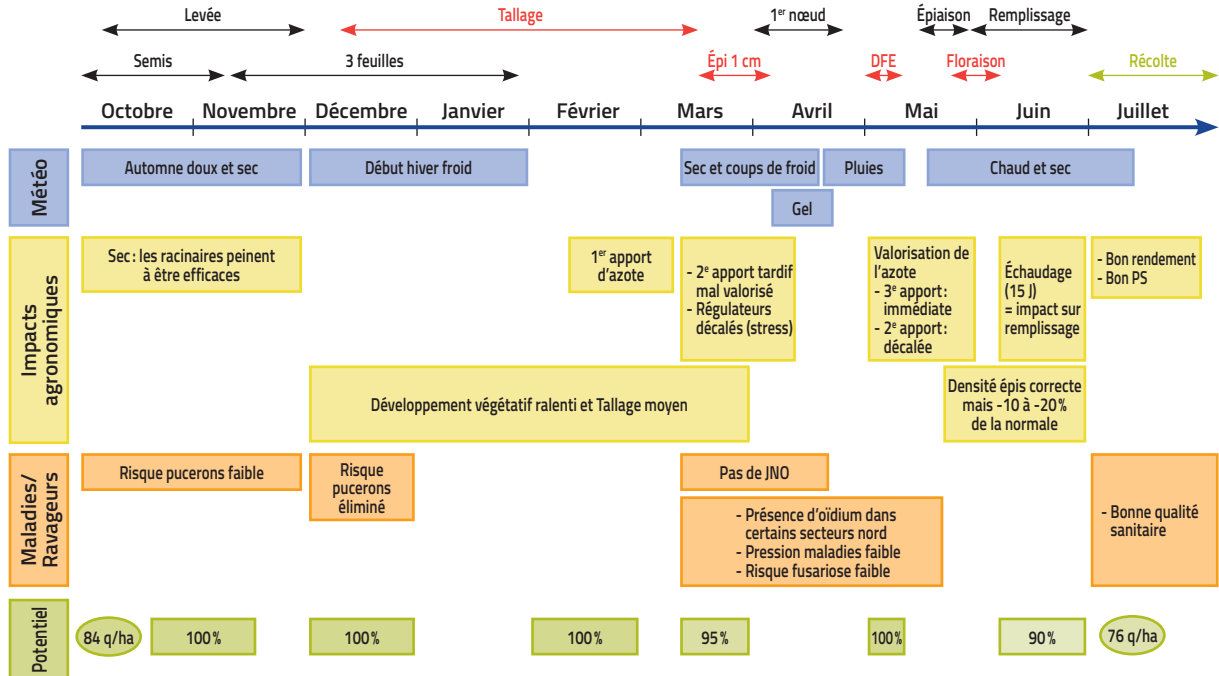 Levée
Tallage
1er nœud
Épiaison
Remplissage
Semis
3 feuilles
Épi 1 cm
DFE
Floraison
Récolte
Octobre
Novembre
Décembre
Janvier
Février
Mars
Avril
Mai
Juin
Juillet
Météo
Automne doux et sec
Début hiver froid
Sec et coups de froid
Pluies
Chaud et sec
Gel
Impacts
agronomiques
Sec : les racinaires peinent
à être efficaces
1er apport
d'azote
- 2e apport tardif
mal valorisé
- Régulateurs
décalés (stress)
Valorisation de
l'azote
- 3e apport :
immédiate
- 2e apport :
décalée
Échaudage
(15 J)
= impact sur
remplissage
- Bon rendement
- Bon PS
Développement végétatif ralenti et Tallage moyen
Densité épis correcte
mais -10 à -20 %
de la normale
Maladies/
Ravageurs
Risque pucerons faible
Risque
pucerons
éliminé
Pas de JNO
- Présence d'oïdium dans
certains secteurs nord
- Pression maladies faible
- Risque fusariose faible
- Bonne qualité
sanitaire
Potentiel
84 q/ha
100 %
100 %
100 %
95 %
100 %
90 %
76 q/ha